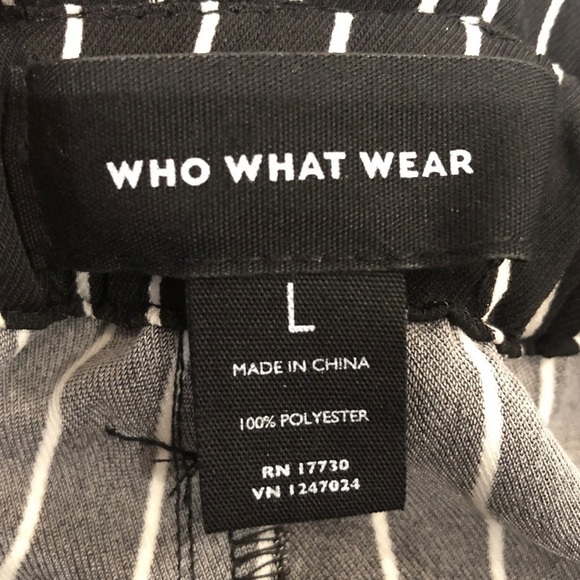 WHO WHAT WEAR
L
MADE IN CHINA
100% POLYESTER
RN 17730
VN 1247024